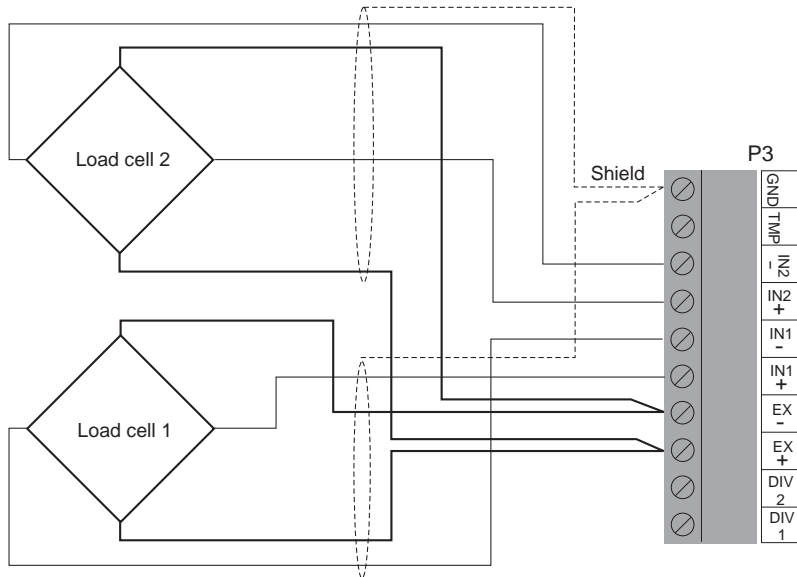 Load cell 2
Load cell 1
Shield
P3
GND
TMP
IN2
-
IN2
+
IN1
-
IN1
+
EX
-
EX
+
DIV
2
DIV
1